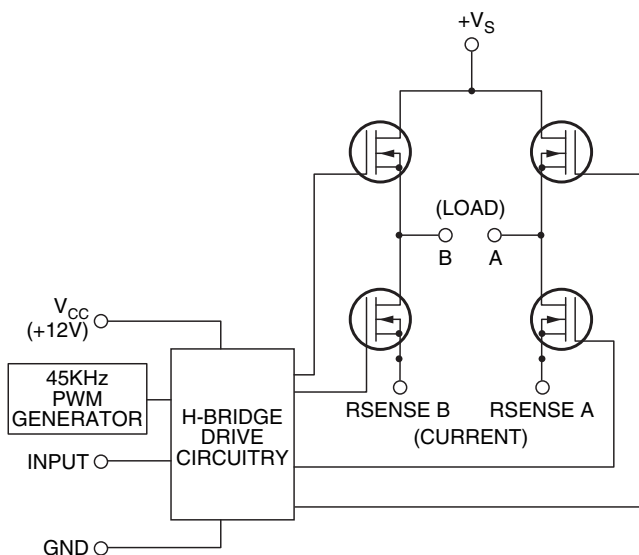 +VS
(LOAD)
B
A
VCC
(+12V)
45KHz
PWM
GENERATOR
H-BRIDGE
DRIVE
CIRCUITRY
RSENSE B
RSENSE A
(CURRENT)
INPUT
GND